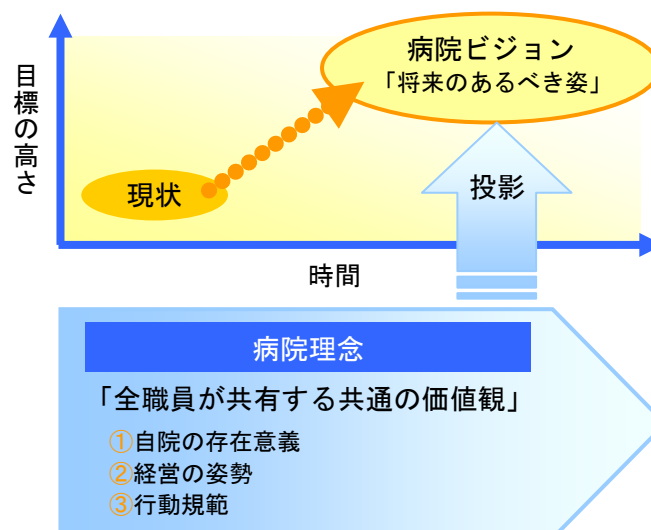 病院ビジョン
「将来のあるべき姿」
目標の高さ
現状
投影
時間
病院理念
「全職員が共有する共通の価値観」
①自院の存在意義
②経営の姿勢
③行動規範